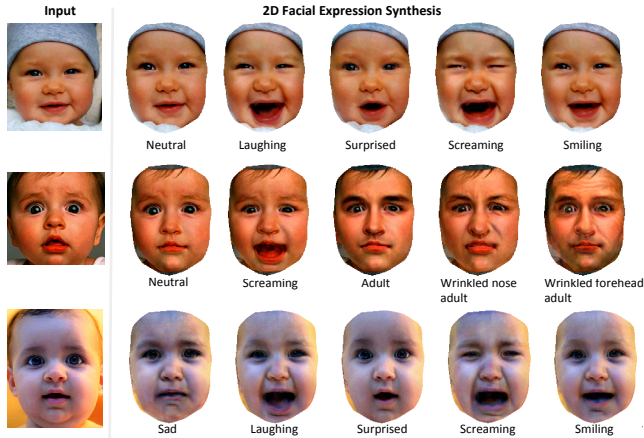 Input 2D Facial Expression Synthesis
Neutral Laughing Surprised Screaming Smiling
Neutral Screaming Adult Wrinkled nose adult Wrinkled forehead adult
Sad Laughing Surprised Screaming Smiling